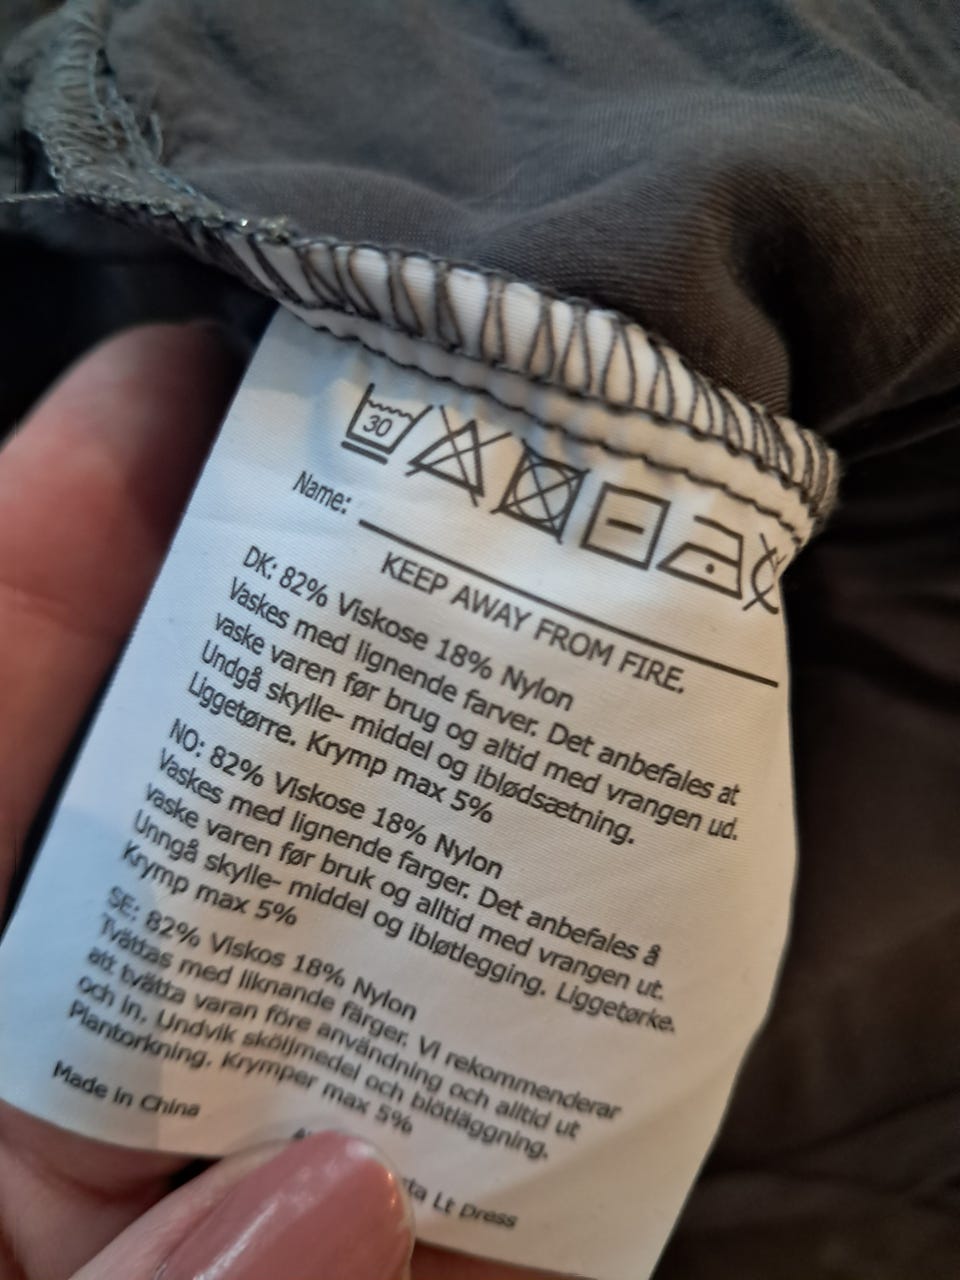 30
Name:
KEEP AWAY FROM FIRE.
DK: 82% Viskose 18% Nylon
Vaskes med lignende farver. Det anbefales at
vaske varen før brug og altid med vrangen ud.
Undgå skylle- middel og iblødsætning.
Liggetørre. Krymp max 5%
NO: 82% Viskose 18% Nylon
Vaskes med lignende farger. Det anbefales å
vaske varen før bruk og alltid med vrangen ut.
Unngå skylle- middel og ibløtlegging. Liggetørke.
Krymp max 5%
SE: 82% Viskos 18% Nylon
Tvättas med liknande färger. Vi rekommenderar
att tvätta varan före användning och alltid ut
och in. Undvik sköljmedel och blötläggning.
Plantorkning. Krymper max 5%
Made in China
Lt Dress